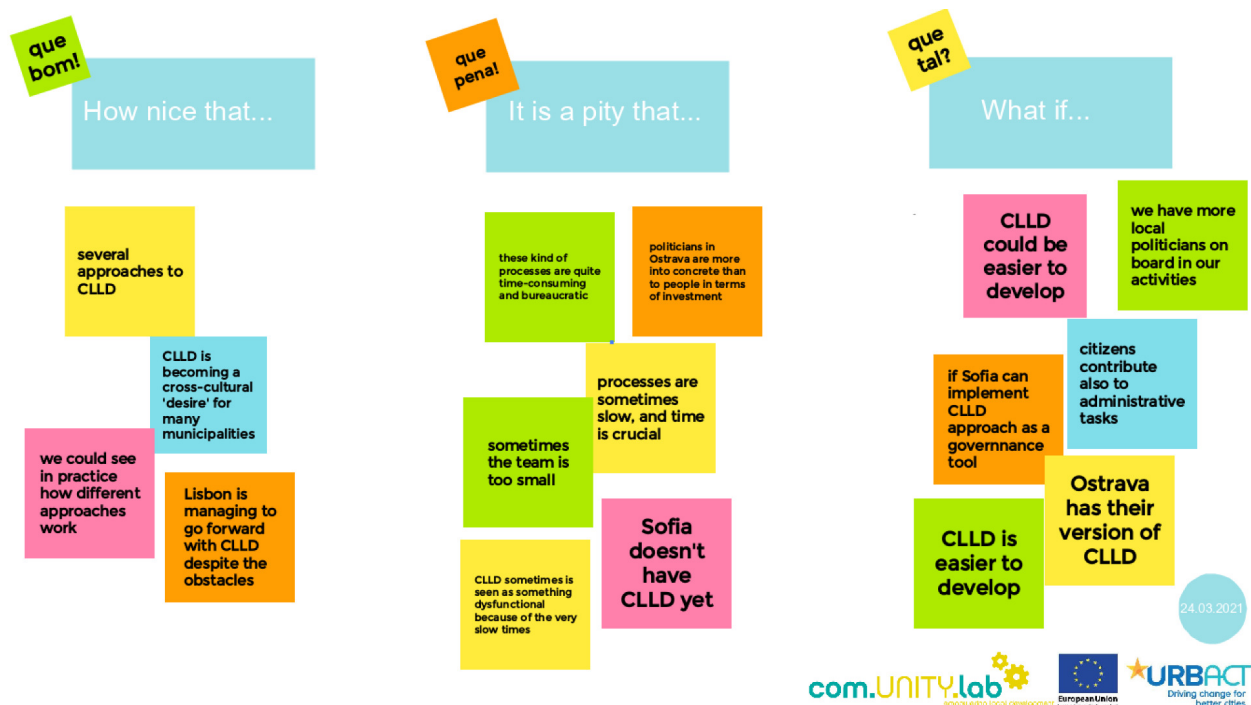 que
bom!
How nice that...
several
approaches to
CLLD
CLLD is
becoming a
cross-cultural
'desire' for
many
municipalities
we could see
in practice
how different
approaches
work
Lisbon is
managing to
go forward
with CLLD
despite the
obstacles
que
pena!
It is a pity that...
these kind of
processes are quite
time-consuming
and bureaucratic
politicians in
Ostrava are more
into concrete than
to people in terms
of investment
processes are
sometimes
slow, and time
is crucial
sometimes
the team is
too small
Sofia
doesn't
have
CLLD yet
CLLD sometimes is
seen as something
dysfunctional
because of the very
slow times
que
tal?
What if...
CLLD
could be
easier to
develop
we have more
local
politicians on
board in our
activities
citizens
contribute
also to
administrative
tasks
if Sofia can
implement
CLLD
approach as a
governnance
tool
Ostrava
has their
version of
CLLD
CLLD is
easier to
develop
24.03.2021
com.UNITY.lab
European Union
URBACT
Driving change for
better cities